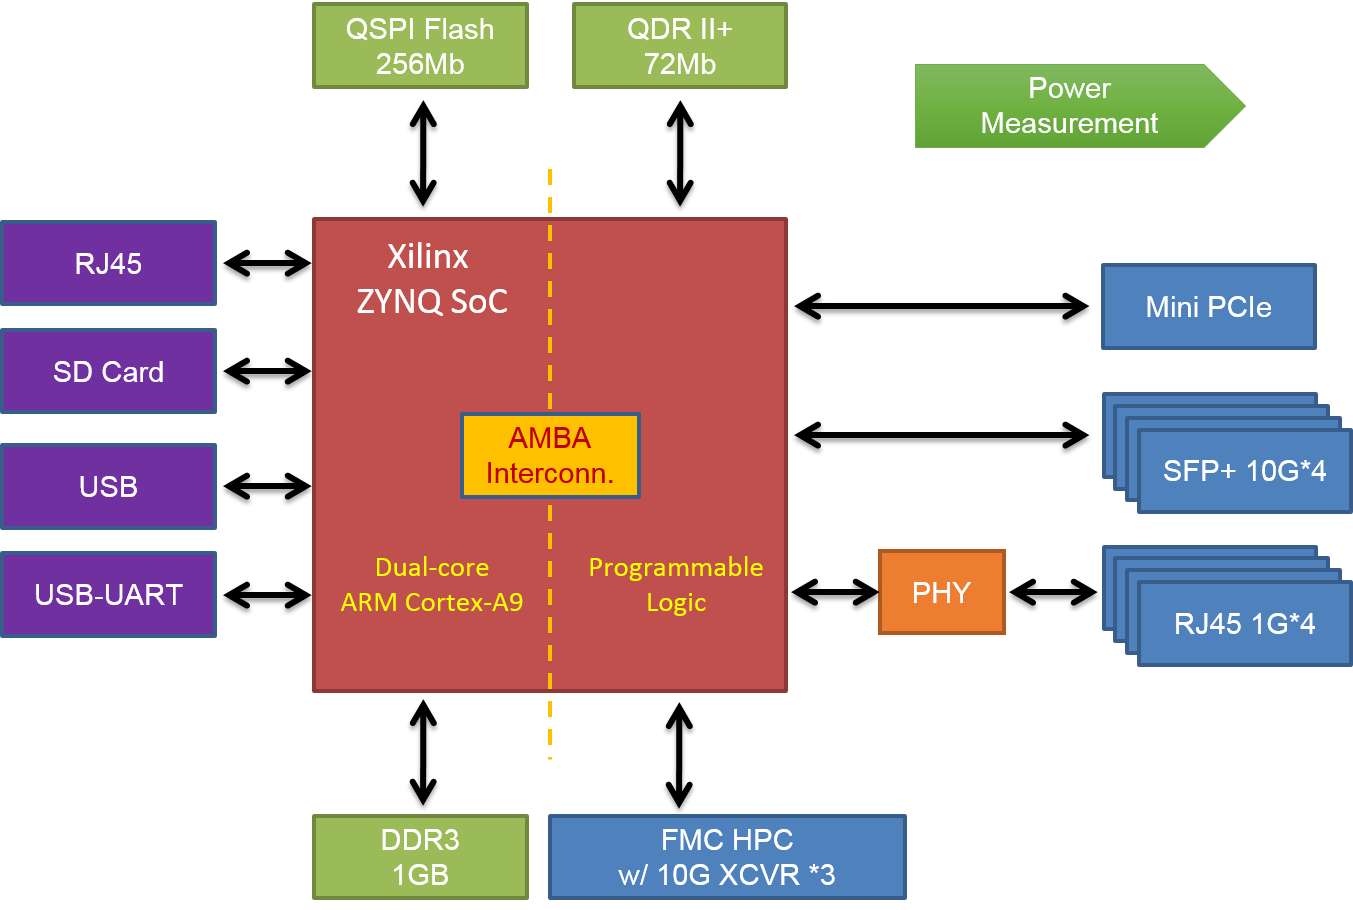 QSPI Flash
256Mb
QDR II+
72Mb
Power
Measurement
RJ45
SD Card
USB
USB-UART
Xilinx
ZYNQ SoC
AMBA
Interconn.
Dual-core
ARM Cortex-A9
Programmable
Logic
Mini PCIe
SFP+ 10G*4
PHY
RJ45 1G*4
DDR3
1GB
FMC HPC
w/ 10G XCVR *3